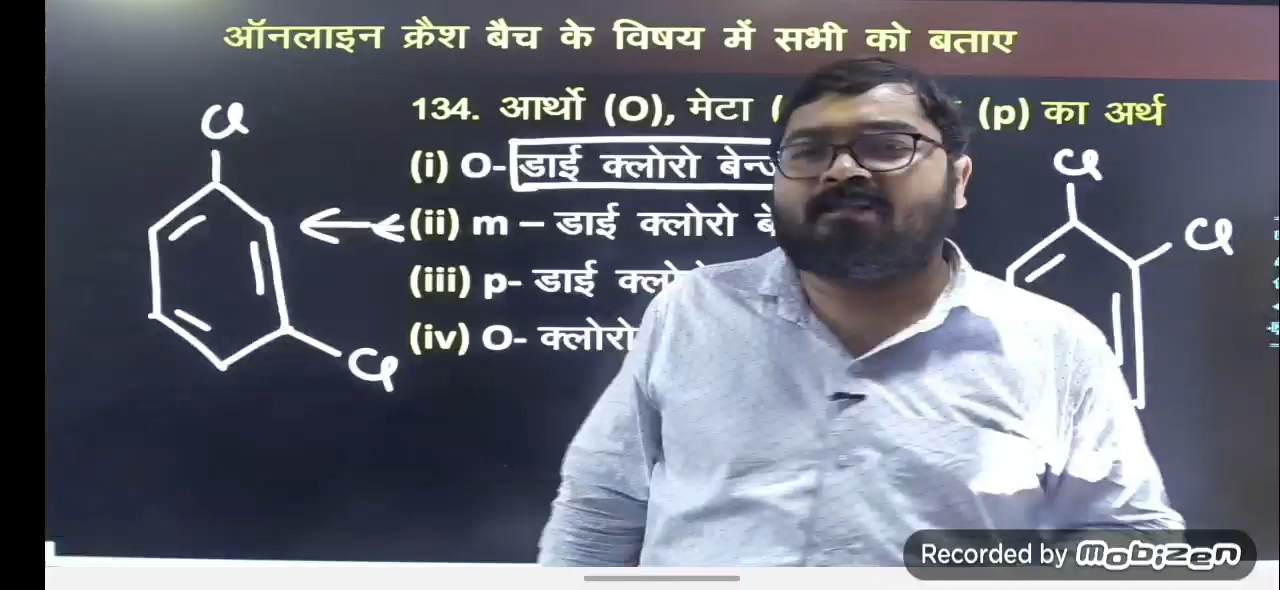 ऑनलाइन क्रैश बैच के विषय में सभी को बताए
134. आर्थो (O), मेटा ( (p) का अर्थ
(i) O- डाई क्लोरो
(ii) m – डाई क्लोरो
(iii) p- डाई
(iv) O- क्लोरो
Cl
Cl
Cl
Cl
Recorded by Mobizen